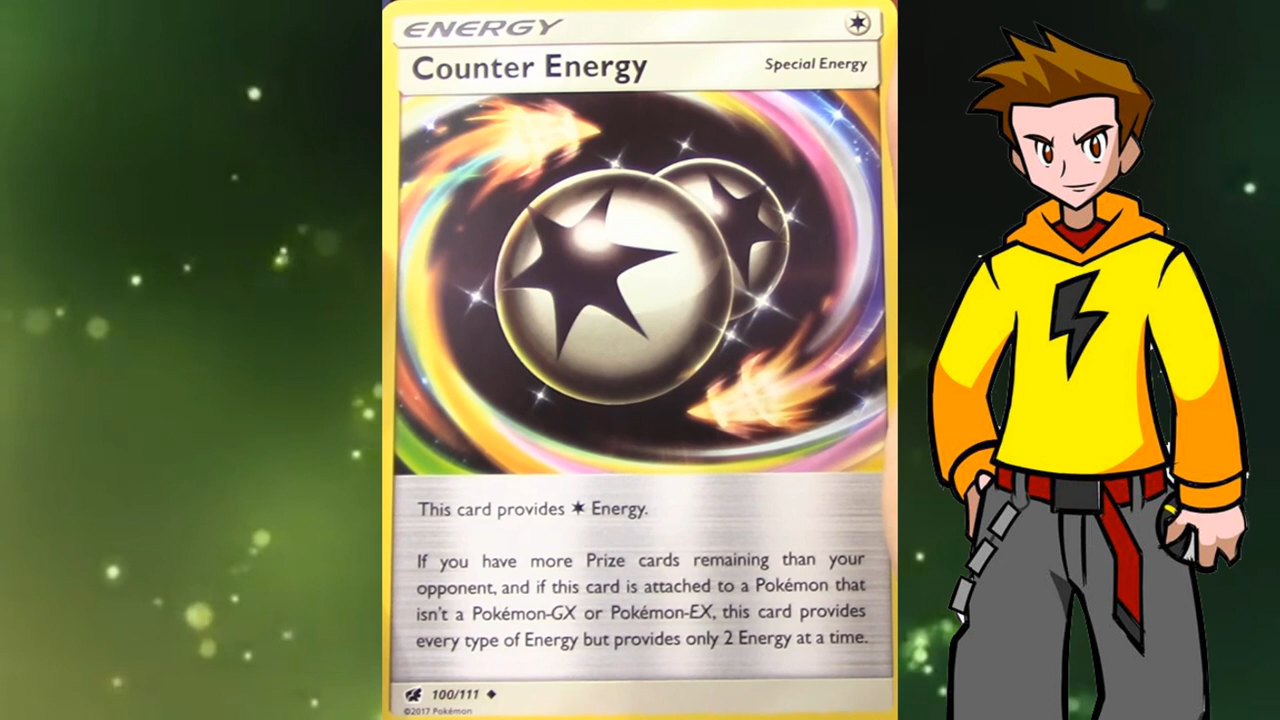 ENERGY
Counter Energy
Special Energy
This card provides ✶ Energy.
If you have more Prize cards remaining than your
opponent, and if this card is attached to a Pokémon that
isn't a Pokémon-GX or Pokémon-EX, this card provides
every type of Energy but provides only 2 Energy at a time.
100/111
©2017 Pokémon